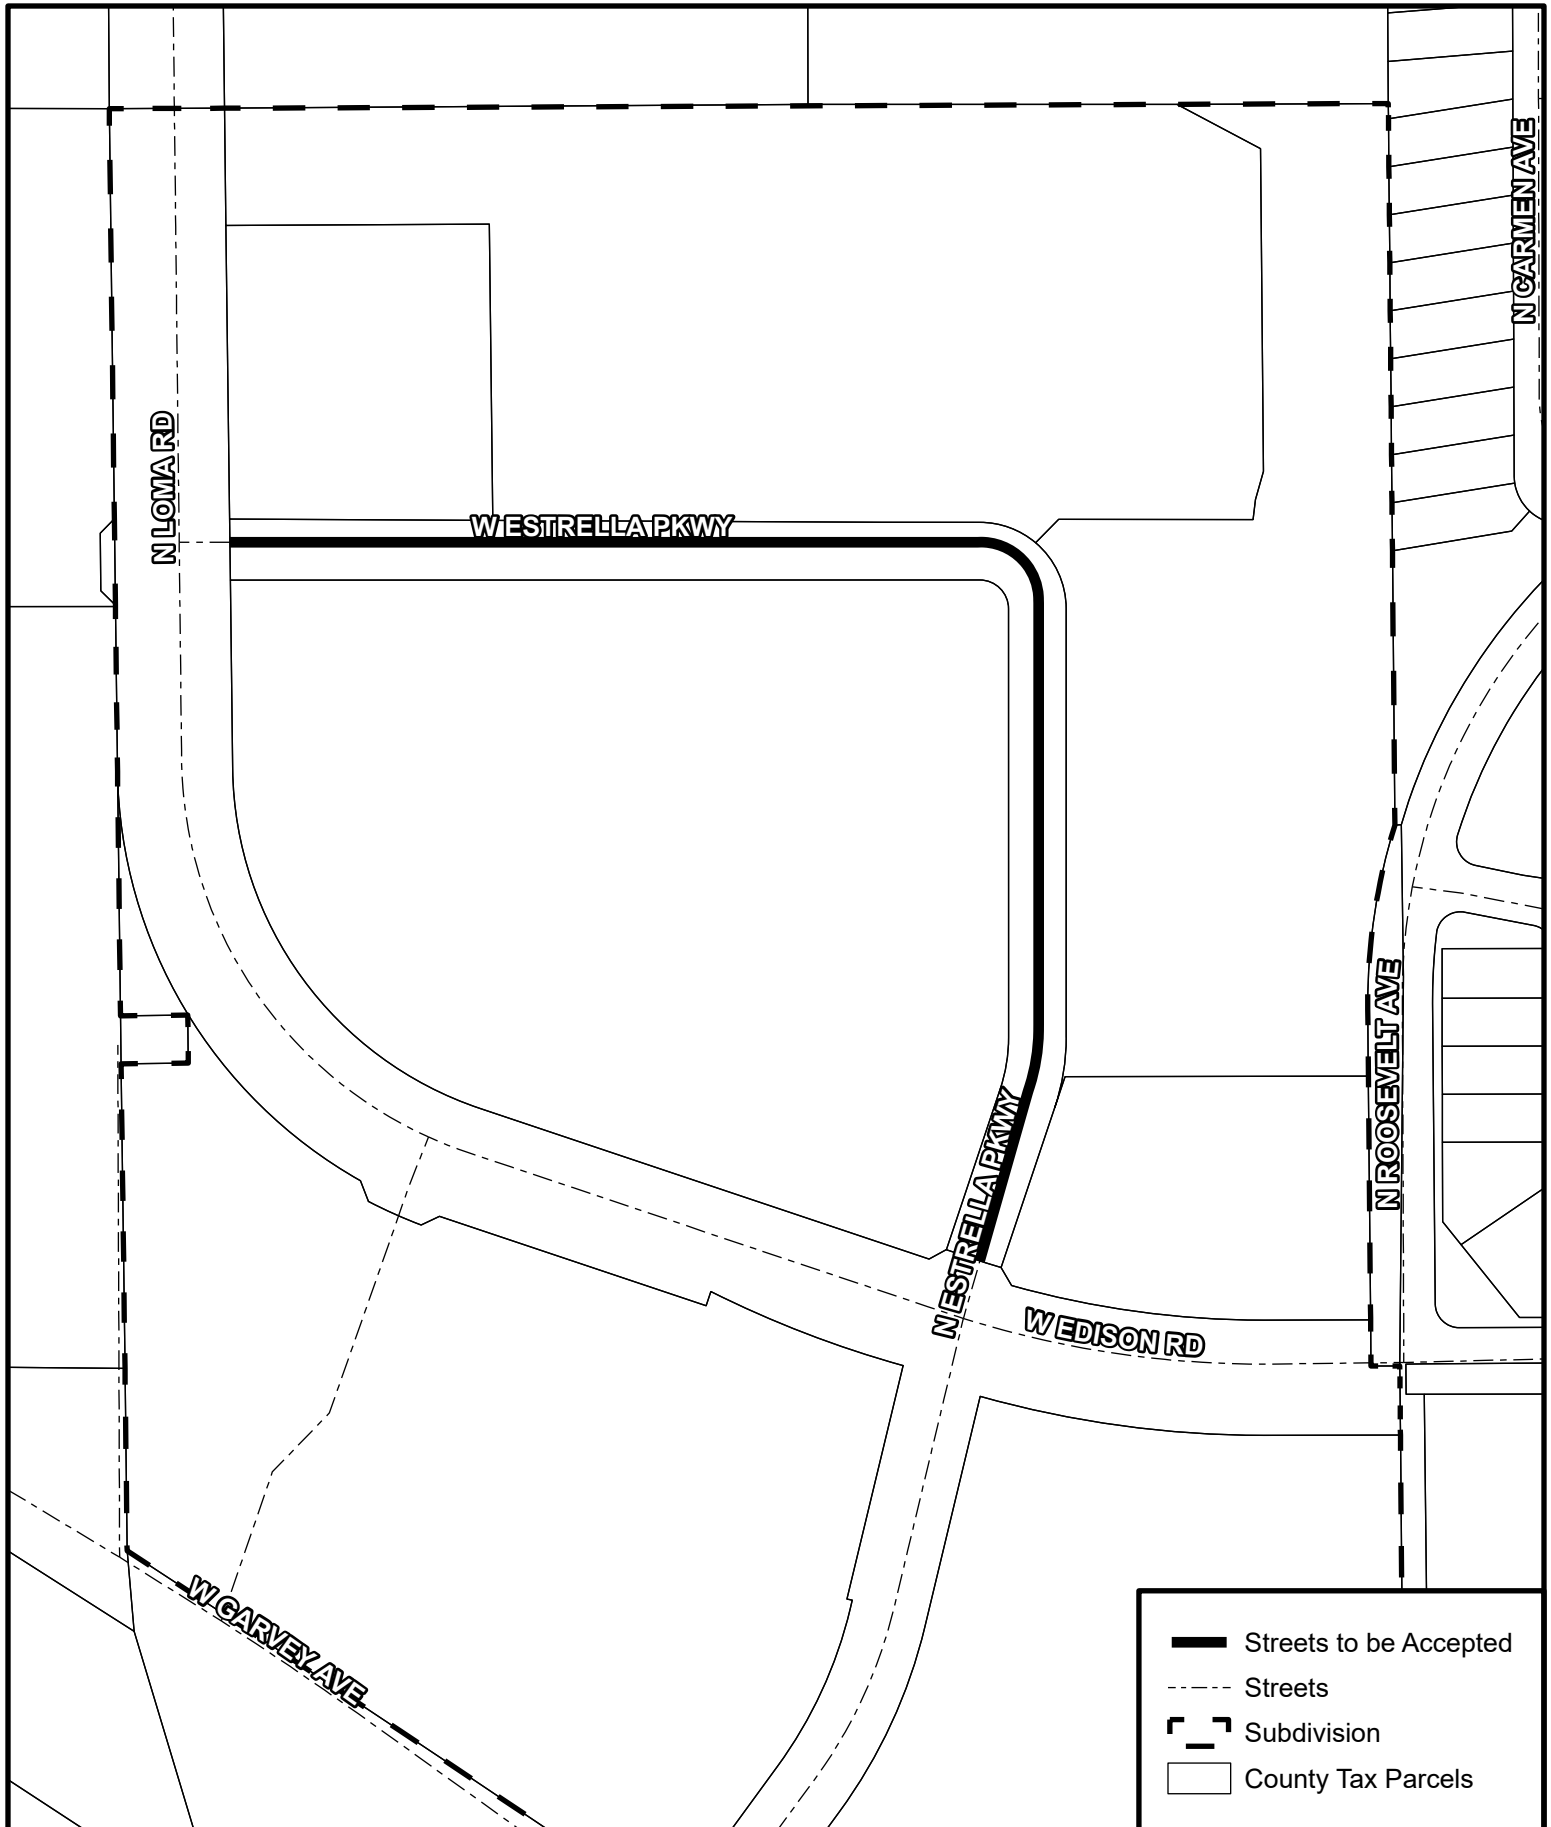 N CARMEN AVE
N LOMA RD
W ESTRELLA PKWY
N ROOSEVELT AVE
N ESTRELLA PKWY
W EDISON RD
W GARVEY AVE
Streets to be Accepted
Streets
Subdivision
County Tax Parcels